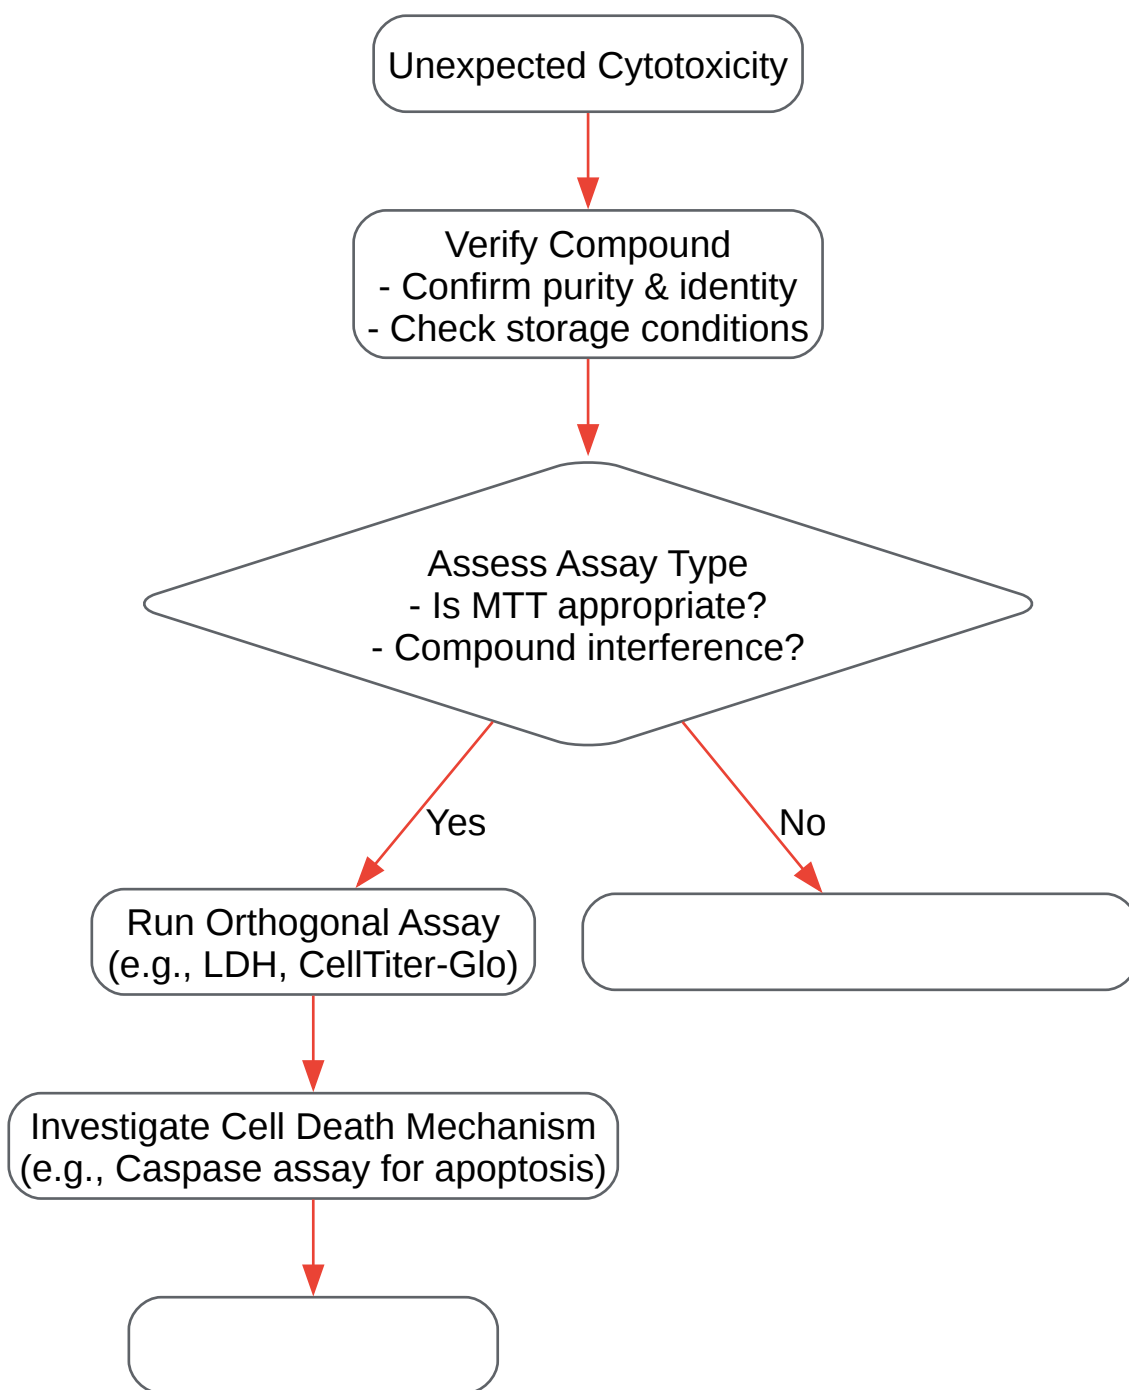 Unexpected Cytotoxicity
Verify Compound
- Confirm purity & identity
- Check storage conditions
Assess Assay Type
- Is MTT appropriate?
- Compound interference?
Yes
No
Run Orthogonal Assay
(e.g., LDH, CellTiter-Glo)
Investigate Cell Death Mechanism
(e.g., Caspase assay for apoptosis)